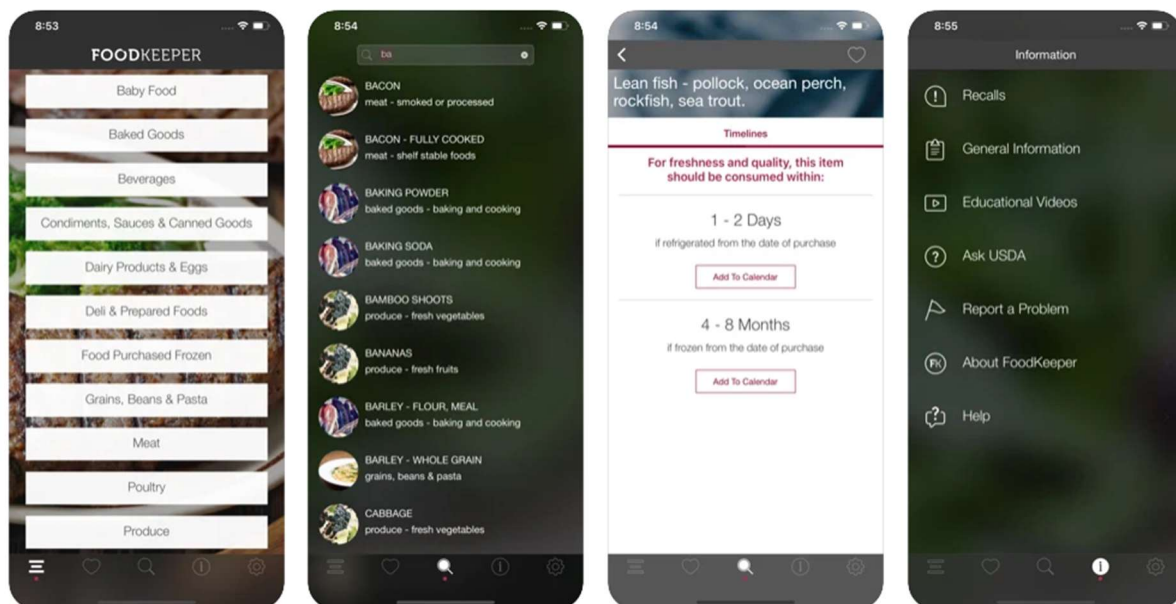 8:53
FOODKEEPER
Baby Food
Baked Goods
Beverages
Condiments, Sauces & Canned Goods
Dairy Products & Eggs
Deli & Prepared Foods
Food Purchased Frozen
Grains, Beans & Pasta
Meat
Poultry
Produce
8:54
ba
BACON
meat - smoked or processed
BACON - FULLY COOKED
meat - shelf stable foods
BAKING POWDER
baked goods - baking and cooking
BAKING SODA
baked goods - baking and cooking
BAMBOO SHOOTS
produce - fresh vegetables
BANANAS
produce - fresh fruits
BARLEY - FLOUR, MEAL
baked goods - baking and cooking
BARLEY - WHOLE GRAIN
grains, beans & pasta
CABBAGE
produce - fresh vegetables
8:54
Lean fish - pollock, ocean perch,
rockfish, sea trout.
Timelines
For freshness and quality, this item
should be consumed within:
1 - 2 Days
if refrigerated from the date of purchase
Add To Calendar
4 - 8 Months
if frozen from the date of purchase
Add To Calendar
8:55
Information
Recalls
General Information
Educational Videos
Ask USDA
Report a Problem
FK About FoodKeeper
Help